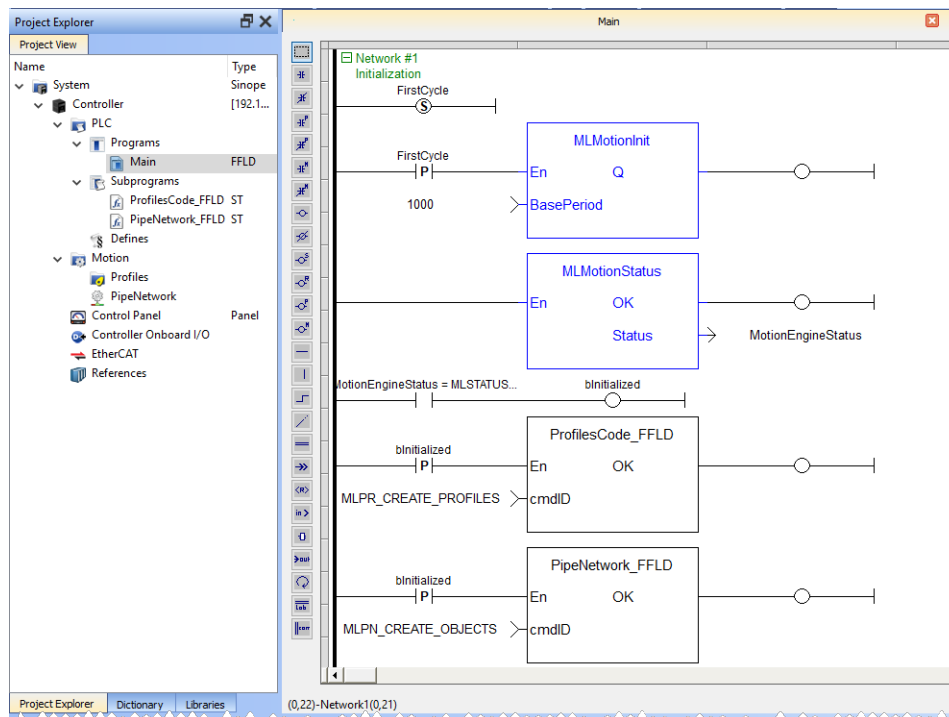 Project Explorer
Main
Project View
Name Type
System Sinope
Controller [192.1...
PLC
Programs
Main FFLD
Subprograms
ProfilesCode_FFLD ST
PipeNetwork_FFLD ST
Defines
Motion
Profiles
PipeNetwork
Control Panel Panel
Controller Onboard I/O
EtherCAT
References
Project Explorer Dictionary Libraries
Network #1
Initialization
FirstCycle
S
MLMotionInit
FirstCycle
P
En Q
1000
BasePeriod
MLMotionStatus
En OK
Status
MotionEngineStatus
MotionEngineStatus = MLSTATUS...
bInitialized
ProfilesCode_FFLD
bInitialized
P
En OK
MLPR_CREATE_PROFILES
cmdID
PipeNetwork_FFLD
bInitialized
P
En OK
MLPN_CREATE_OBJECTS
cmdID
(0,22)-Network1(0,21)